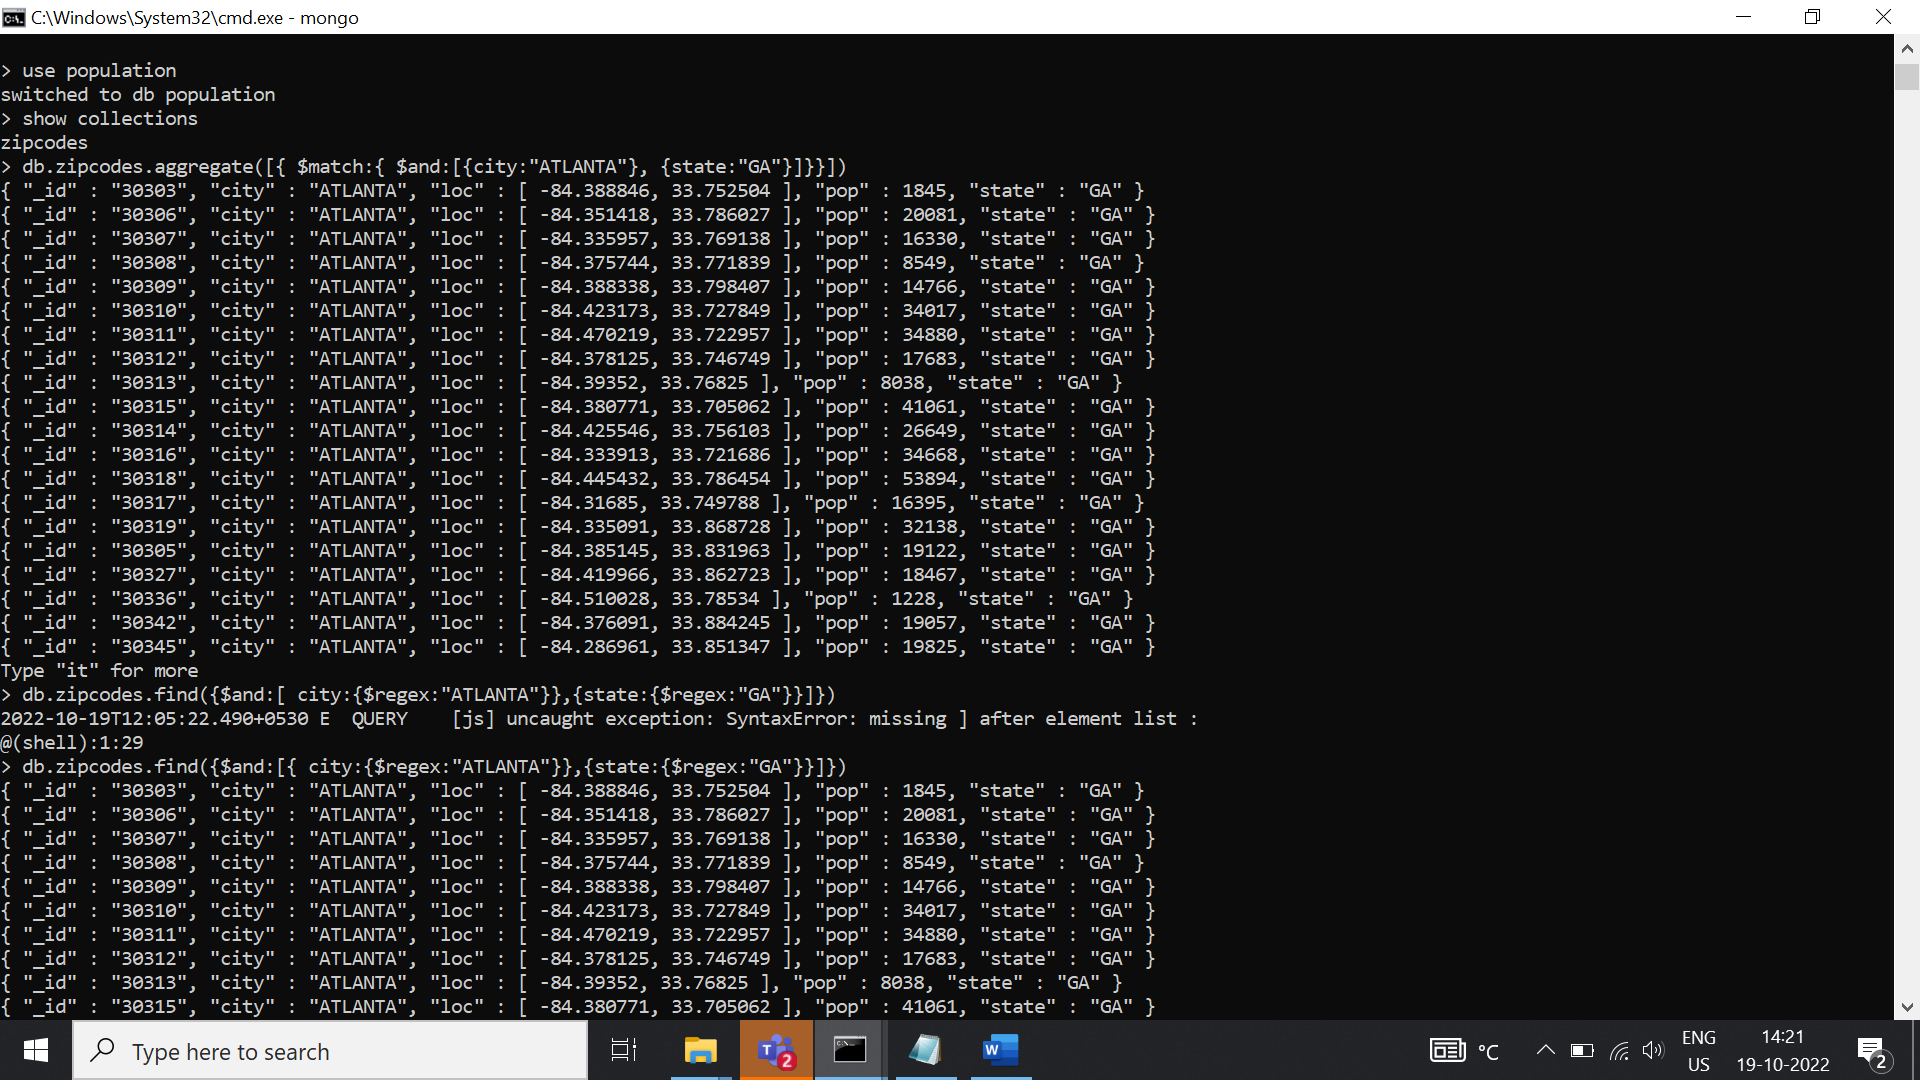 C:\Windows\System32\cmd.exe - mongo
> use population
switched to db population
> show collections
zipcodes
> db.zipcodes.aggregate([{ $match:{ $and:[{city:"ATLANTA"}, {state:"GA"}]}}])
{ "_id" : "30303", "city" : "ATLANTA", "loc" : [ -84.388846, 33.752504 ], "pop" : 1845, "state" : "GA" }
{ "_id" : "30306", "city" : "ATLANTA", "loc" : [ -84.351418, 33.786027 ], "pop" : 20081, "state" : "GA" }
{ "_id" : "30307", "city" : "ATLANTA", "loc" : [ -84.335957, 33.769138 ], "pop" : 16330, "state" : "GA" }
{ "_id" : "30308", "city" : "ATLANTA", "loc" : [ -84.375744, 33.771839 ], "pop" : 8549, "state" : "GA" }
{ "_id" : "30309", "city" : "ATLANTA", "loc" : [ -84.388338, 33.798407 ], "pop" : 14766, "state" : "GA" }
{ "_id" : "30310", "city" : "ATLANTA", "loc" : [ -84.423173, 33.727849 ], "pop" : 34017, "state" : "GA" }
{ "_id" : "30311", "city" : "ATLANTA", "loc" : [ -84.470219, 33.722957 ], "pop" : 34880, "state" : "GA" }
{ "_id" : "30312", "city" : "ATLANTA", "loc" : [ -84.378125, 33.746749 ], "pop" : 17683, "state" : "GA" }
{ "_id" : "30313", "city" : "ATLANTA", "loc" : [ -84.39352, 33.76825 ], "pop" : 8038, "state" : "GA" }
{ "_id" : "30315", "city" : "ATLANTA", "loc" : [ -84.380771, 33.705062 ], "pop" : 41061, "state" : "GA" }
{ "_id" : "30314", "city" : "ATLANTA", "loc" : [ -84.425546, 33.756103 ], "pop" : 26649, "state" : "GA" }
{ "_id" : "30316", "city" : "ATLANTA", "loc" : [ -84.333913, 33.721686 ], "pop" : 34668, "state" : "GA" }
{ "_id" : "30318", "city" : "ATLANTA", "loc" : [ -84.445432, 33.786454 ], "pop" : 53894, "state" : "GA" }
{ "_id" : "30317", "city" : "ATLANTA", "loc" : [ -84.31685, 33.749788 ], "pop" : 16395, "state" : "GA" }
{ "_id" : "30319", "city" : "ATLANTA", "loc" : [ -84.335091, 33.868728 ], "pop" : 32138, "state" : "GA" }
{ "_id" : "30305", "city" : "ATLANTA", "loc" : [ -84.385145, 33.831963 ], "pop" : 19122, "state" : "GA" }
{ "_id" : "30327", "city" : "ATLANTA", "loc" : [ -84.419966, 33.862723 ], "pop" : 18467, "state" : "GA" }
{ "_id" : "30336", "city" : "ATLANTA", "loc" : [ -84.510028, 33.78534 ], "pop" : 1228, "state" : "GA" }
{ "_id" : "30342", "city" : "ATLANTA", "loc" : [ -84.376091, 33.884245 ], "pop" : 19057, "state" : "GA" }
{ "_id" : "30345", "city" : "ATLANTA", "loc" : [ -84.286961, 33.851347 ], "pop" : 19825, "state" : "GA" }
Type "it" for more
> db.zipcodes.find({$and:[ city:{$regex:"ATLANTA"}},{state:{$regex:"GA"}}]})
2022-10-19T12:05:22.490+0530 E  QUERY    [js] uncaught exception: SyntaxError: missing ] after element list :
@(shell):1:29
> db.zipcodes.find({$and:[{ city:{$regex:"ATLANTA"}},{state:{$regex:"GA"}}]})
{ "_id" : "30303", "city" : "ATLANTA", "loc" : [ -84.388846, 33.752504 ], "pop" : 1845, "state" : "GA" }
{ "_id" : "30306", "city" : "ATLANTA", "loc" : [ -84.351418, 33.786027 ], "pop" : 20081, "state" : "GA" }
{ "_id" : "30307", "city" : "ATLANTA", "loc" : [ -84.335957, 33.769138 ], "pop" : 16330, "state" : "GA" }
{ "_id" : "30308", "city" : "ATLANTA", "loc" : [ -84.375744, 33.771839 ], "pop" : 8549, "state" : "GA" }
{ "_id" : "30309", "city" : "ATLANTA", "loc" : [ -84.388338, 33.798407 ], "pop" : 14766, "state" : "GA" }
{ "_id" : "30310", "city" : "ATLANTA", "loc" : [ -84.423173, 33.727849 ], "pop" : 34017, "state" : "GA" }
{ "_id" : "30311", "city" : "ATLANTA", "loc" : [ -84.470219, 33.722957 ], "pop" : 34880, "state" : "GA" }
{ "_id" : "30312", "city" : "ATLANTA", "loc" : [ -84.378125, 33.746749 ], "pop" : 17683, "state" : "GA" }
{ "_id" : "30313", "city" : "ATLANTA", "loc" : [ -84.39352, 33.76825 ], "pop" : 8038, "state" : "GA" }
{ "_id" : "30315", "city" : "ATLANTA", "loc" : [ -84.380771, 33.705062 ], "pop" : 41061, "state" : "GA" }
Type here to search
T 2
W
°C
ENG
US
14:21
19-10-2022
2